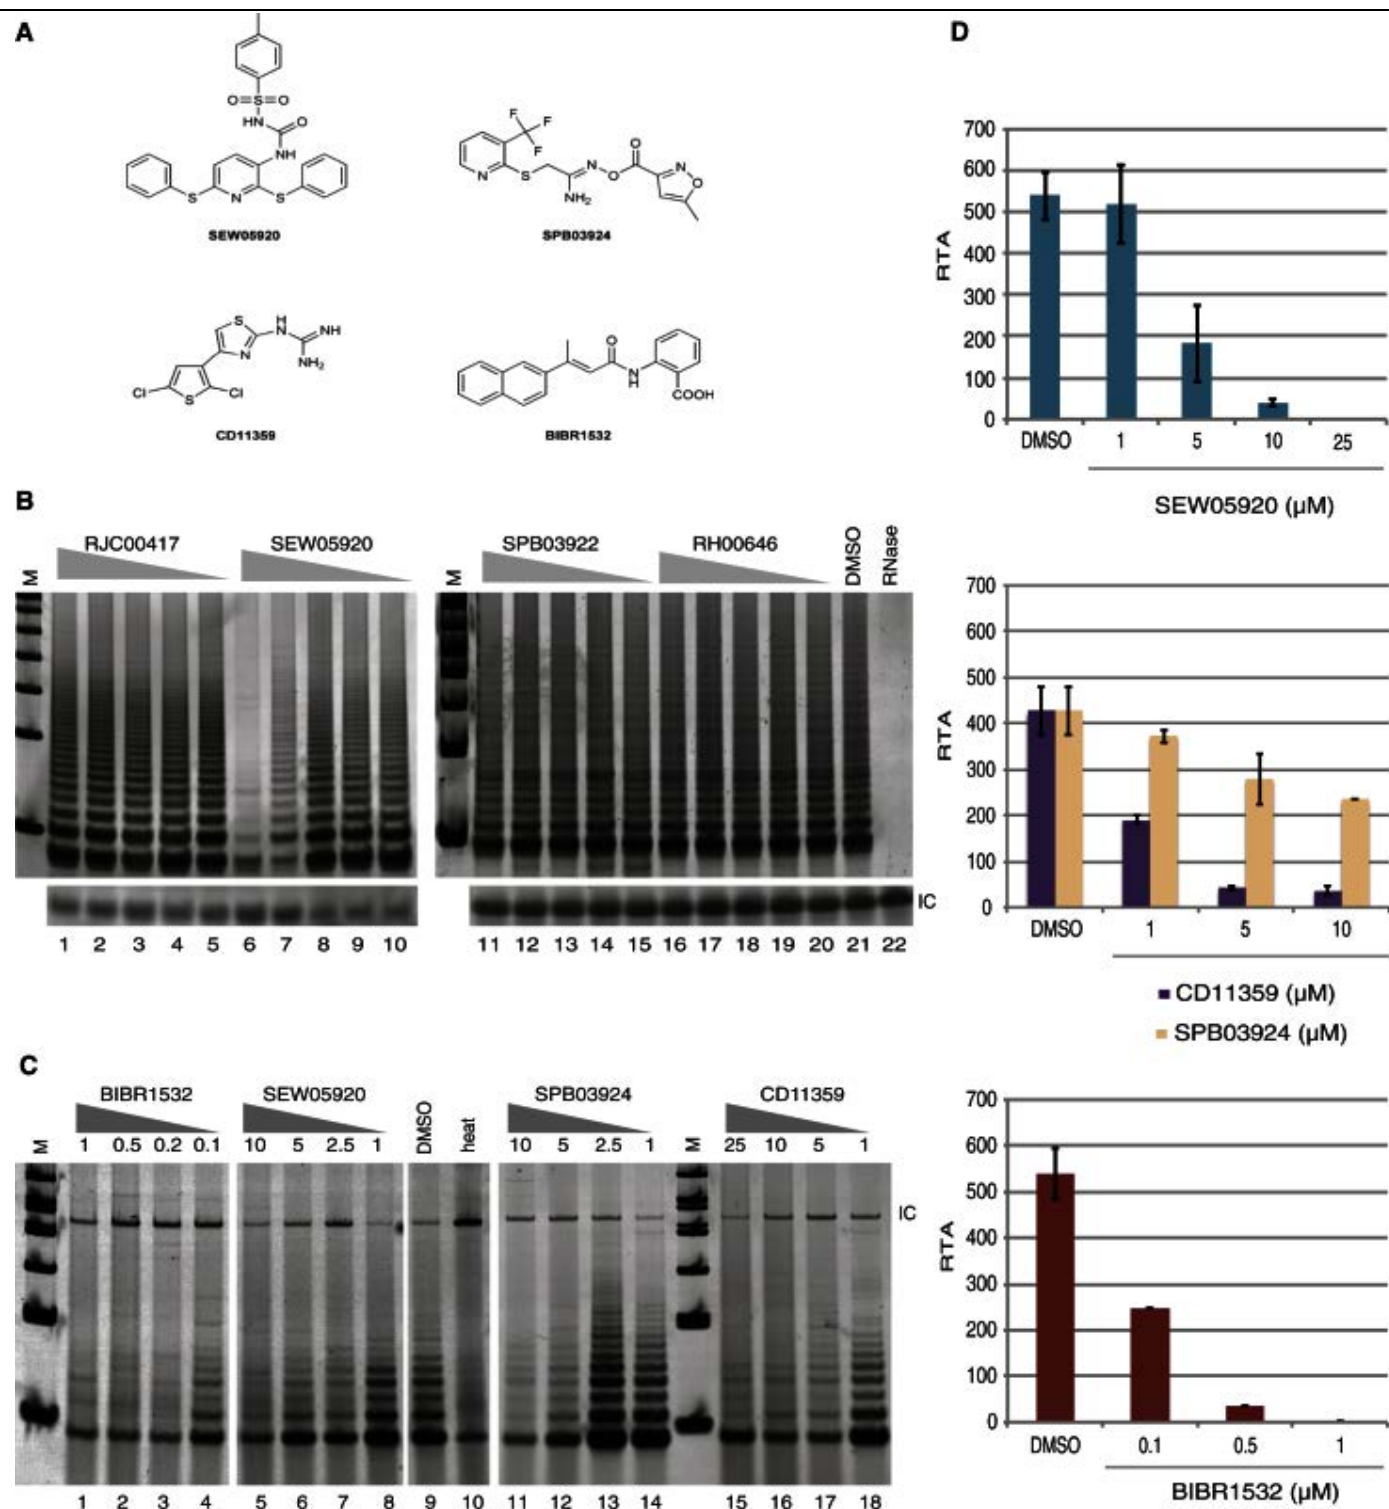 A
SEW05920
SPB03924
CD11359
BIBR1532
B
RJC00417 SEW05920 SPB03922 RH00646 DMSO RNase
M M
IC
1 2 3 4 5 6 7 8 9 10 11 12 13 14 15 16 17 18 19 20 21 22
C
BIBR1532 SEW05920 DMSO heat SPB03924 CD11359
M 1 0.5 0.2 0.1 10 5 2.5 1 10 5 2.5 1 M 25 10 5 1
IC
1 2 3 4 5 6 7 8 9 10 11 12 13 14 15 16 17 18
D
700
600
500
400
300
200
100
0
RTA
DMSO 1 5 10 25
SEW05920 (µM)
700
600
500
400
300
200
100
0
RTA
DMSO 1 5 10
CD11359 (µM)
SPB03924 (µM)
700
600
500
400
300
200
100
0
RTA
DMSO 0.1 0.5 1
BIBR1532 (µM)